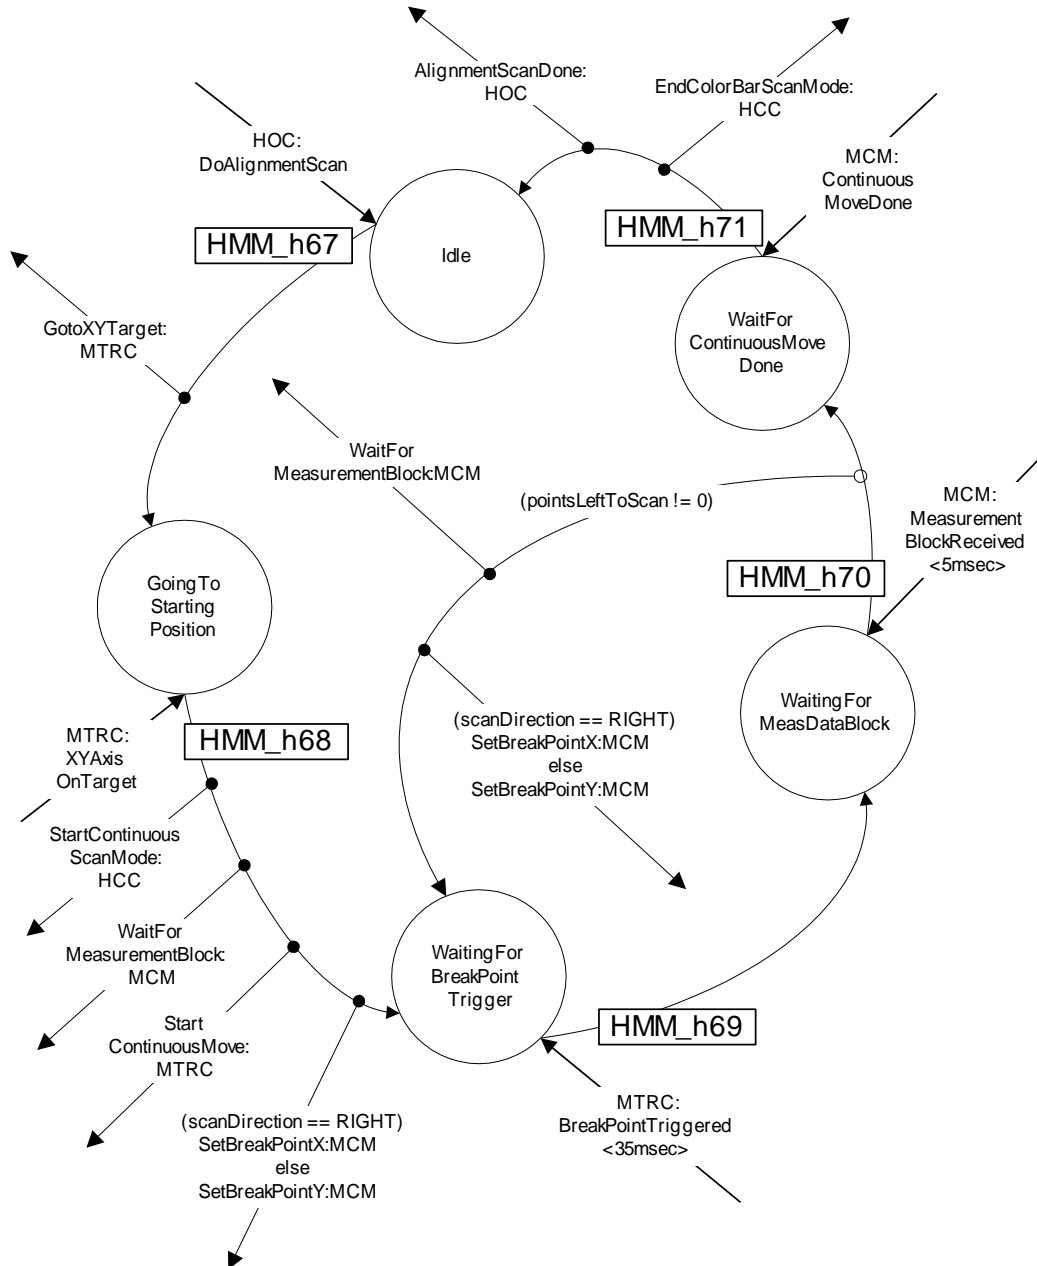 AlignmentScanDone:
HOC
EndColorBarScanMode:
HCC
HOC:
DoAlignmentScan
MCM:
Continuous
MoveDone
HMM_h67
HMM_h71
Idle
GotoXYTarget:
MTRC
WaitFor
ContinuousMove
Done
WaitFor
MeasurementBlock:MCM
(pointsLeftToScan != 0)
MCM:
Measurement
BlockReceived
<5msec>
HMM_h70
GoingTo
Starting
Position
WaitingFor
MeasDataBlock
(scanDirection == RIGHT)
SetBreakPointX:MCM
else
SetBreakPointY:MCM
MTRC:
XYAxis
OnTarget
HMM_h68
StartContinuous
ScanMode:
HCC
WaitFor
MeasurementBlock:
MCM
WaitingFor
BreakPoint
Trigger
Start
ContinuousMove:
MTRC
HMM_h69
(scanDirection == RIGHT)
SetBreakPointX:MCM
else
SetBreakPointY:MCM
MTRC:
BreakPointTriggered
<35msec>